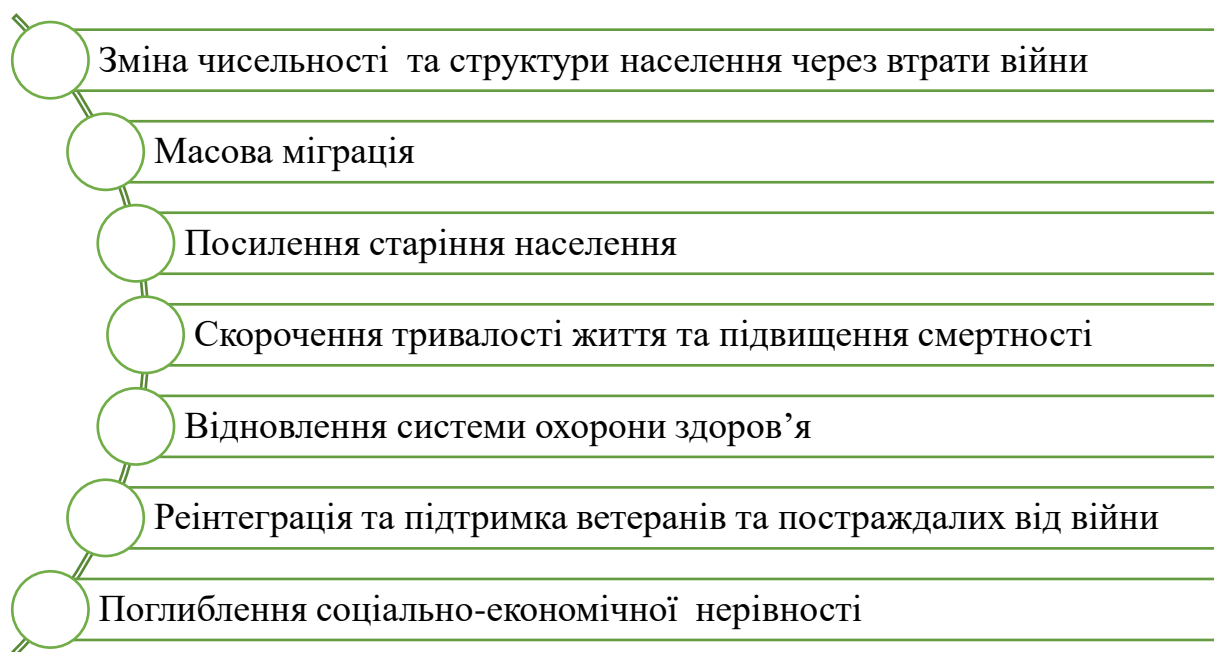 Зміна чисельності  та структури населення через втрати війни
Масова міграція
Посилення старіння населення
Скорочення тривалості життя та підвищення смертності
Відновлення системи охорони здоров’я
Реінтеграція та підтримка ветеранів та постраждалих від війни
Поглиблення соціально-економічної  нерівності